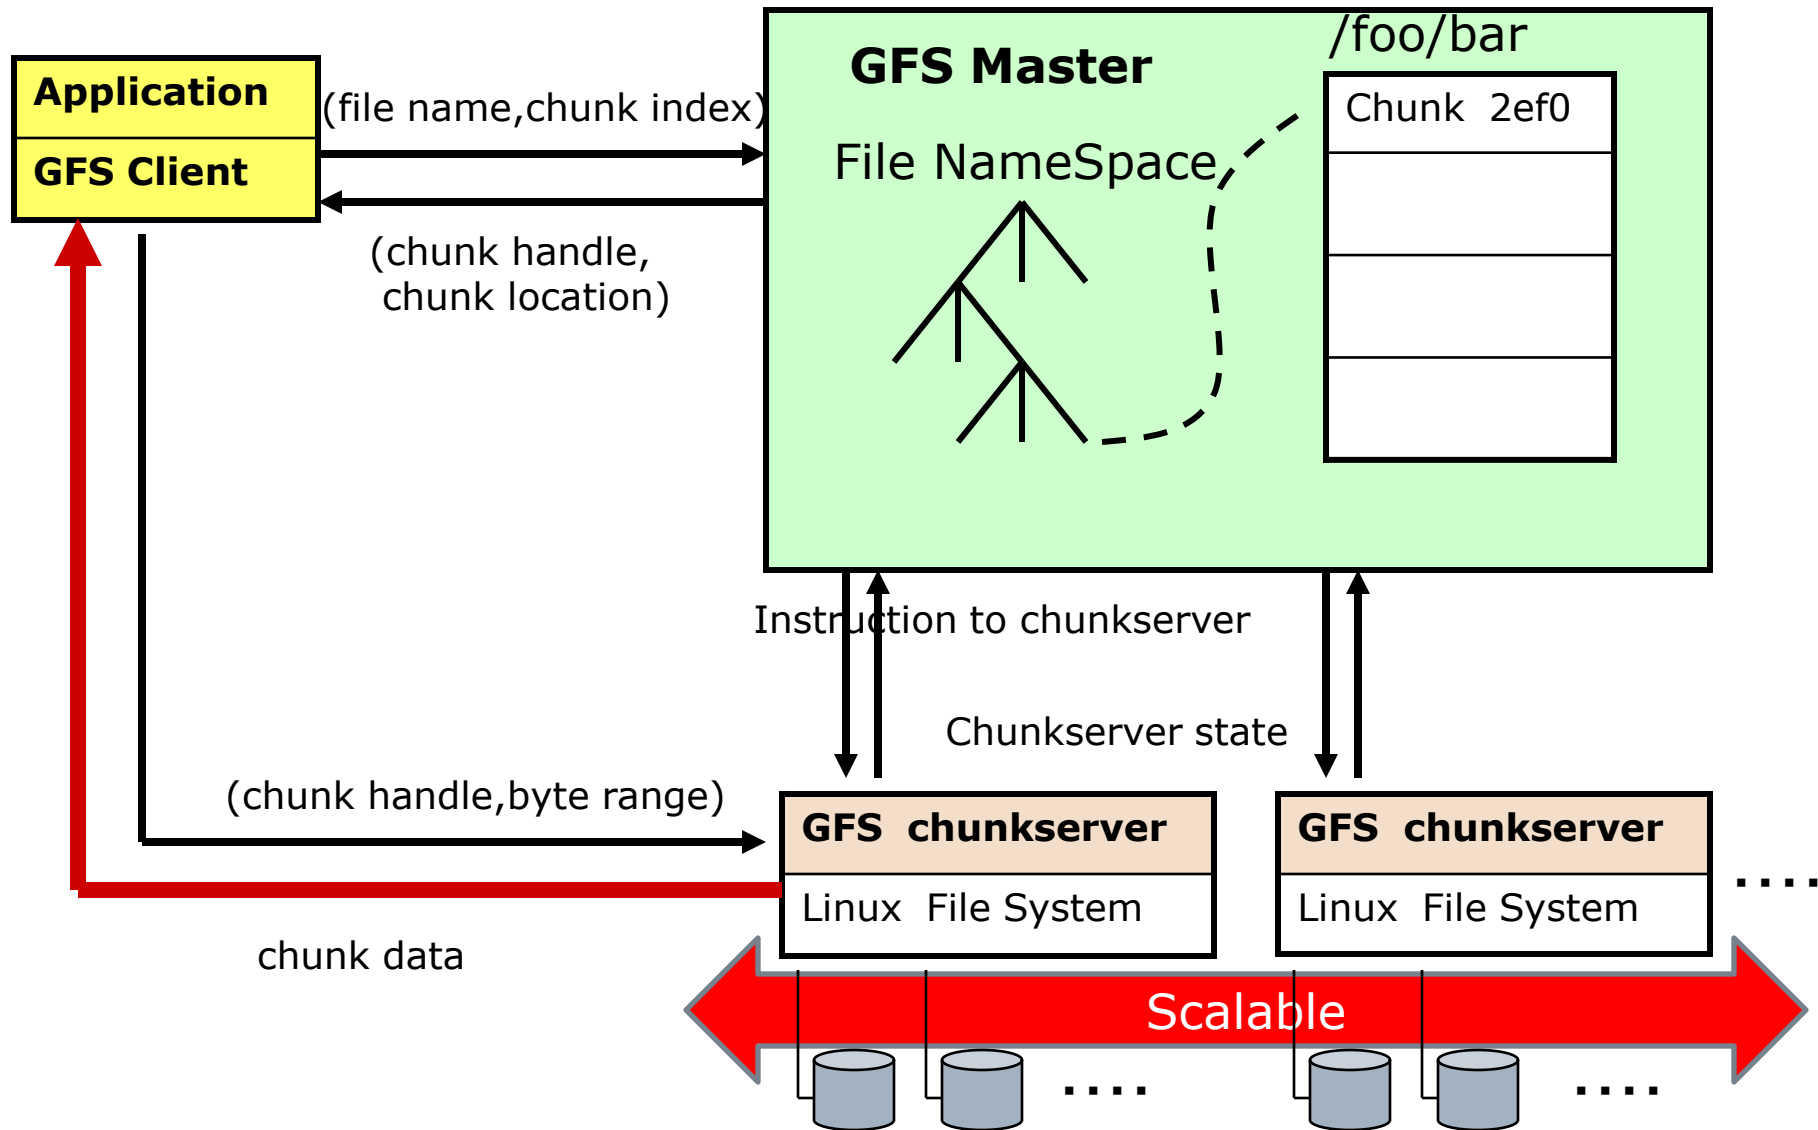 /foo/bar
GFS Master
Application
(file name,chunk index)
Chunk 2ef0
GFS Client
File NameSpace
(chunk handle,
chunk location)
Instruction to chunkserver
Chunkserver state
(chunk handle,byte range)
GFS chunkserver
GFS chunkserver
Linux File System
Linux File System
....
chunk data
Scalable
....
....